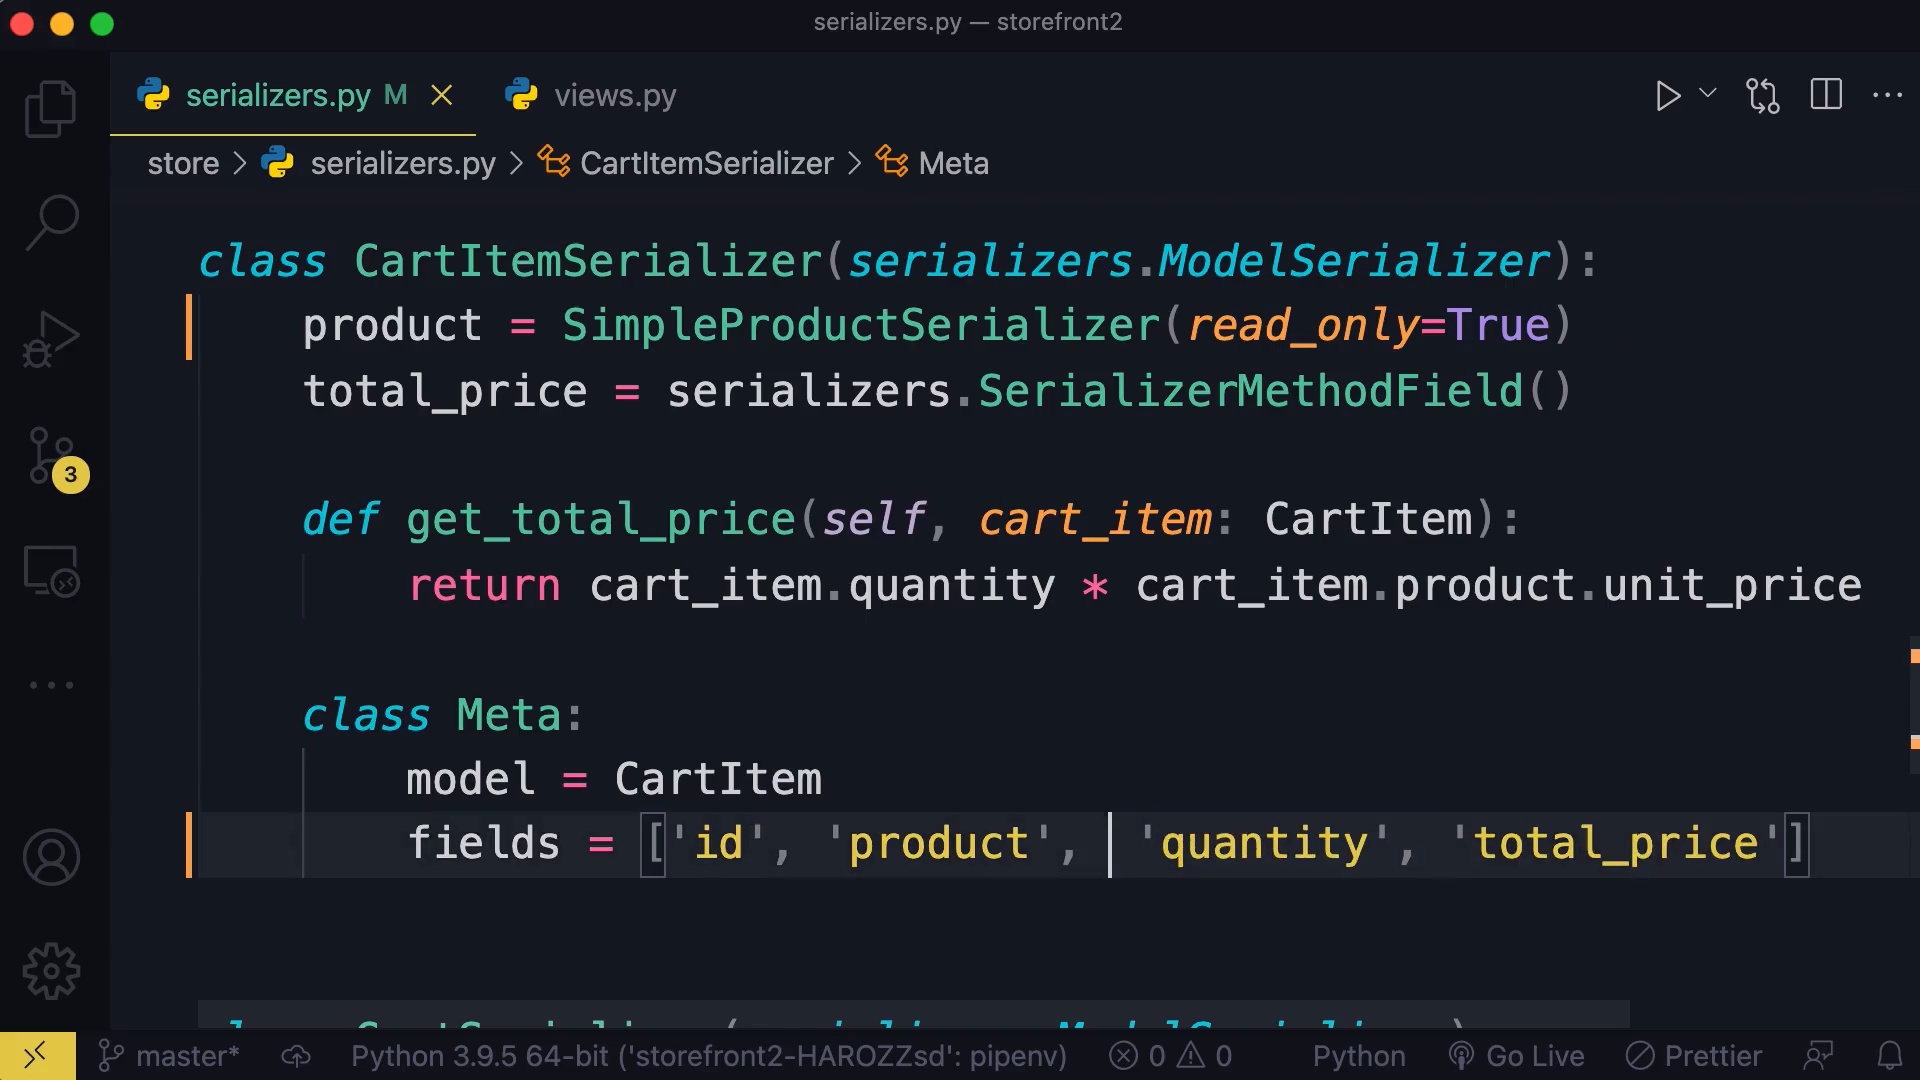 serializers.py — storefront2
serializers.py M
views.py
store > serializers.py > CartItemSerializer > Meta
class CartItemSerializer(serializers.ModelSerializer):
product = SimpleProductSerializer(read_only=True)
total_price = serializers.SerializerMethodField()
def get_total_price(self, cart_item: CartItem):
return cart_item.quantity * cart_item.product.unit_price
class Meta:
model = CartItem
fields = ['id', 'product', 'quantity', 'total_price']
3
master*
Python 3.9.5 64-bit ('storefront2-HAROZZsd': pipenv)
0
0
Python
Go Live
Prettier